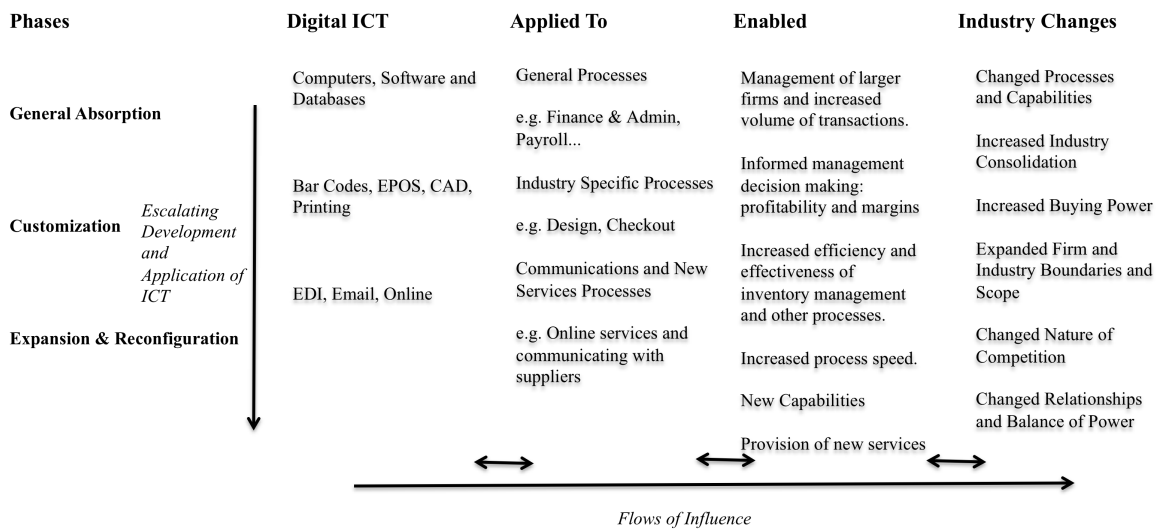 Phases
Digital ICT
Applied To
Enabled
Industry Changes
General Absorption
Customization
Escalating
Development
and
Application of
ICT
Expansion & Reconfiguration
Computers, Software and
Databases
Bar Codes, EPOS, CAD,
Printing
EDI, Email, Online
General Processes
e.g. Finance & Admin,
Payroll...
Industry Specific Processes
e.g. Design, Checkout
Communications and New
Services Processes
e.g. Online services and
communicating with
suppliers
Management of larger
firms and increased
volume of transactions.
Informed management
decision making:
profitability and margins
Increased efficiency and
effectiveness of
inventory management
and other processes.
Increased process speed.
New Capabilities
Provision of new services
Changed Processes
and Capabilities
Increased Industry
Consolidation
Increased Buying Power
Expanded Firm and
Industry Boundaries and
Scope
Changed Nature of
Competition
Changed Relationships
and Balance of Power
Flows of Influence